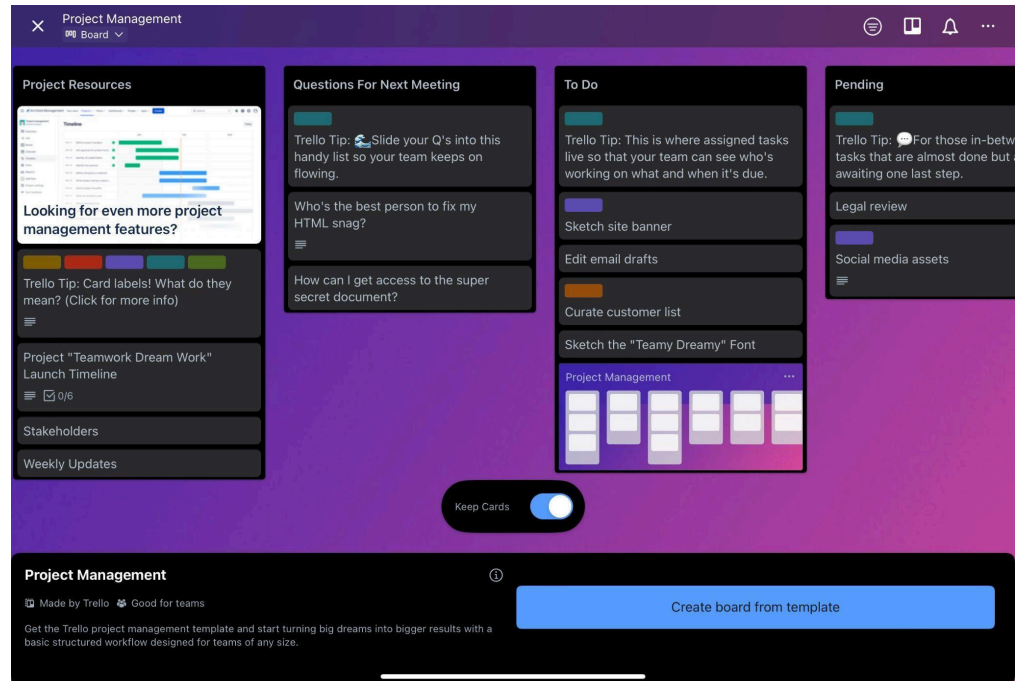 Project Management
Board
Project Resources
Timeline
Looking for even more project
management features?
Trello Tip: Card labels! What do they
mean? (Click for more info)
Project "Teamwork Dream Work"
Launch Timeline
0/6
Stakeholders
Weekly Updates
Questions For Next Meeting
Trello Tip: 🌊Slide your Q's into this
handy list so your team keeps on
flowing.
Who's the best person to fix my
HTML snag?
How can I get access to the super
secret document?
To Do
Trello Tip: This is where assigned tasks
live so that your team can see who's
working on what and when it's due.
Sketch site banner
Edit email drafts
Curate customer list
Sketch the "Teamy Dreamy" Font
Project Management
Pending
Trello Tip: 💬For those in-betw
tasks that are almost done but a
awaiting one last step.
Legal review
Social media assets
Keep Cards
Project Management
Made by Trello Good for teams
Get the Trello project management template and start turning big dreams into bigger results with a
basic structured workflow designed for teams of any size.
Create board from template